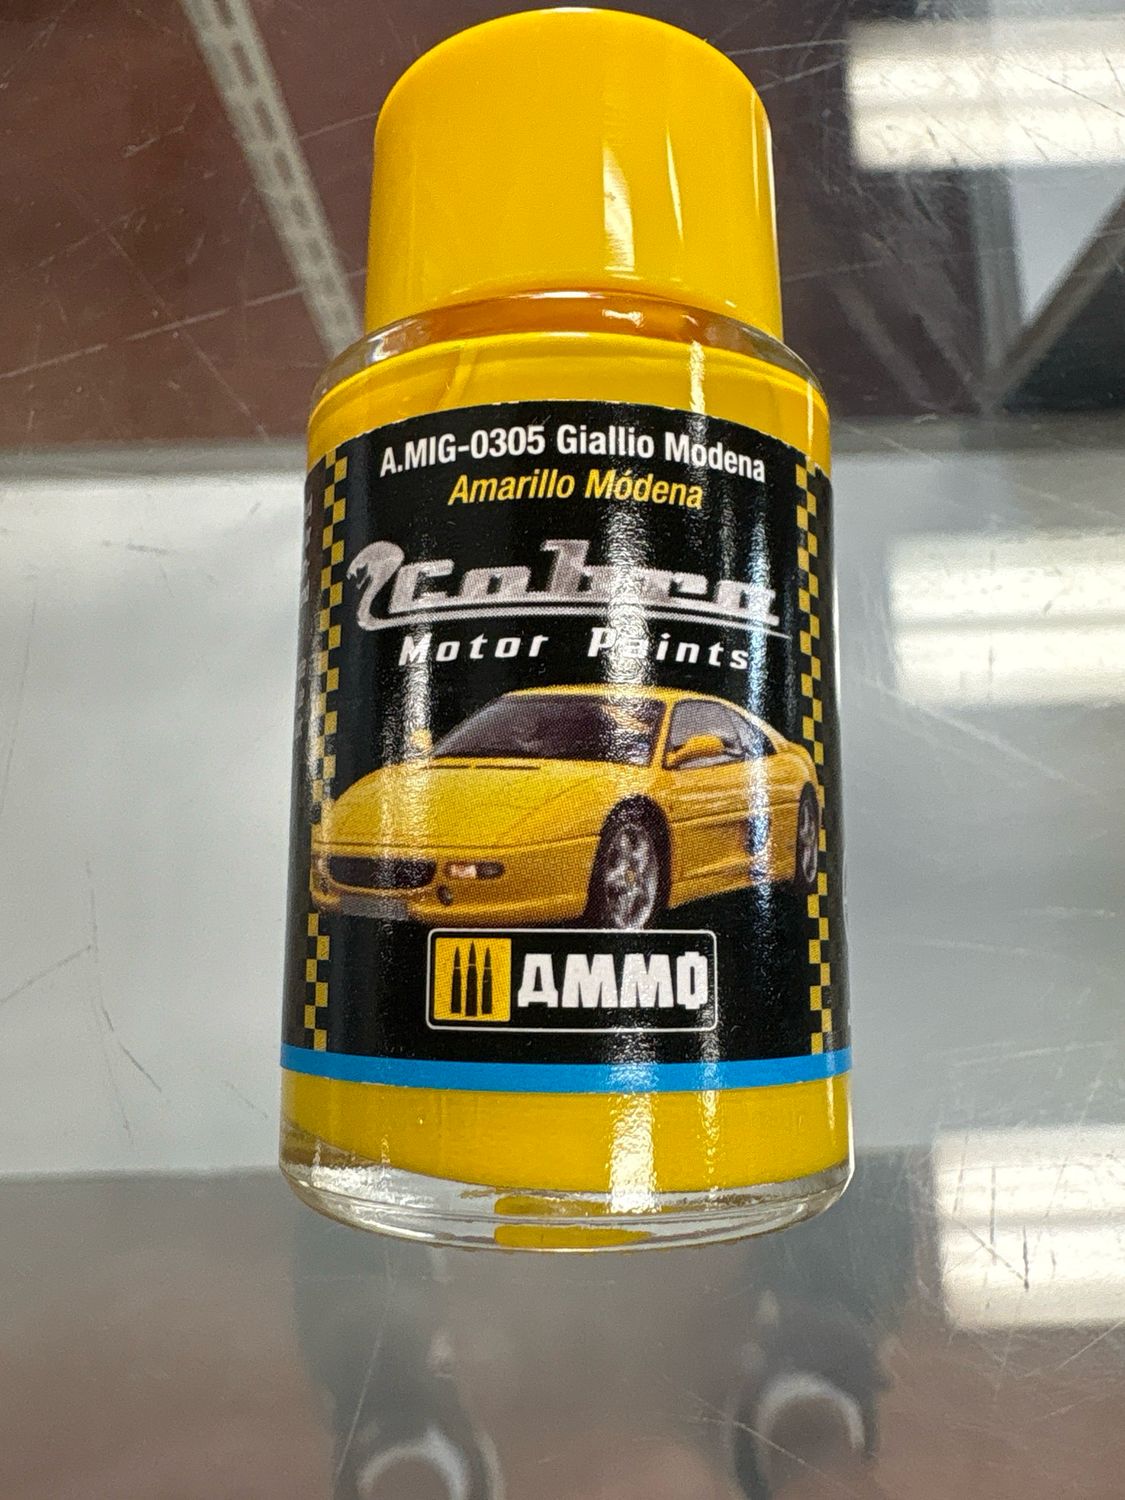 A.MIG-0305 Giallio Modena
Amarillo Módena
Cobra
Motor Paints
AMMO